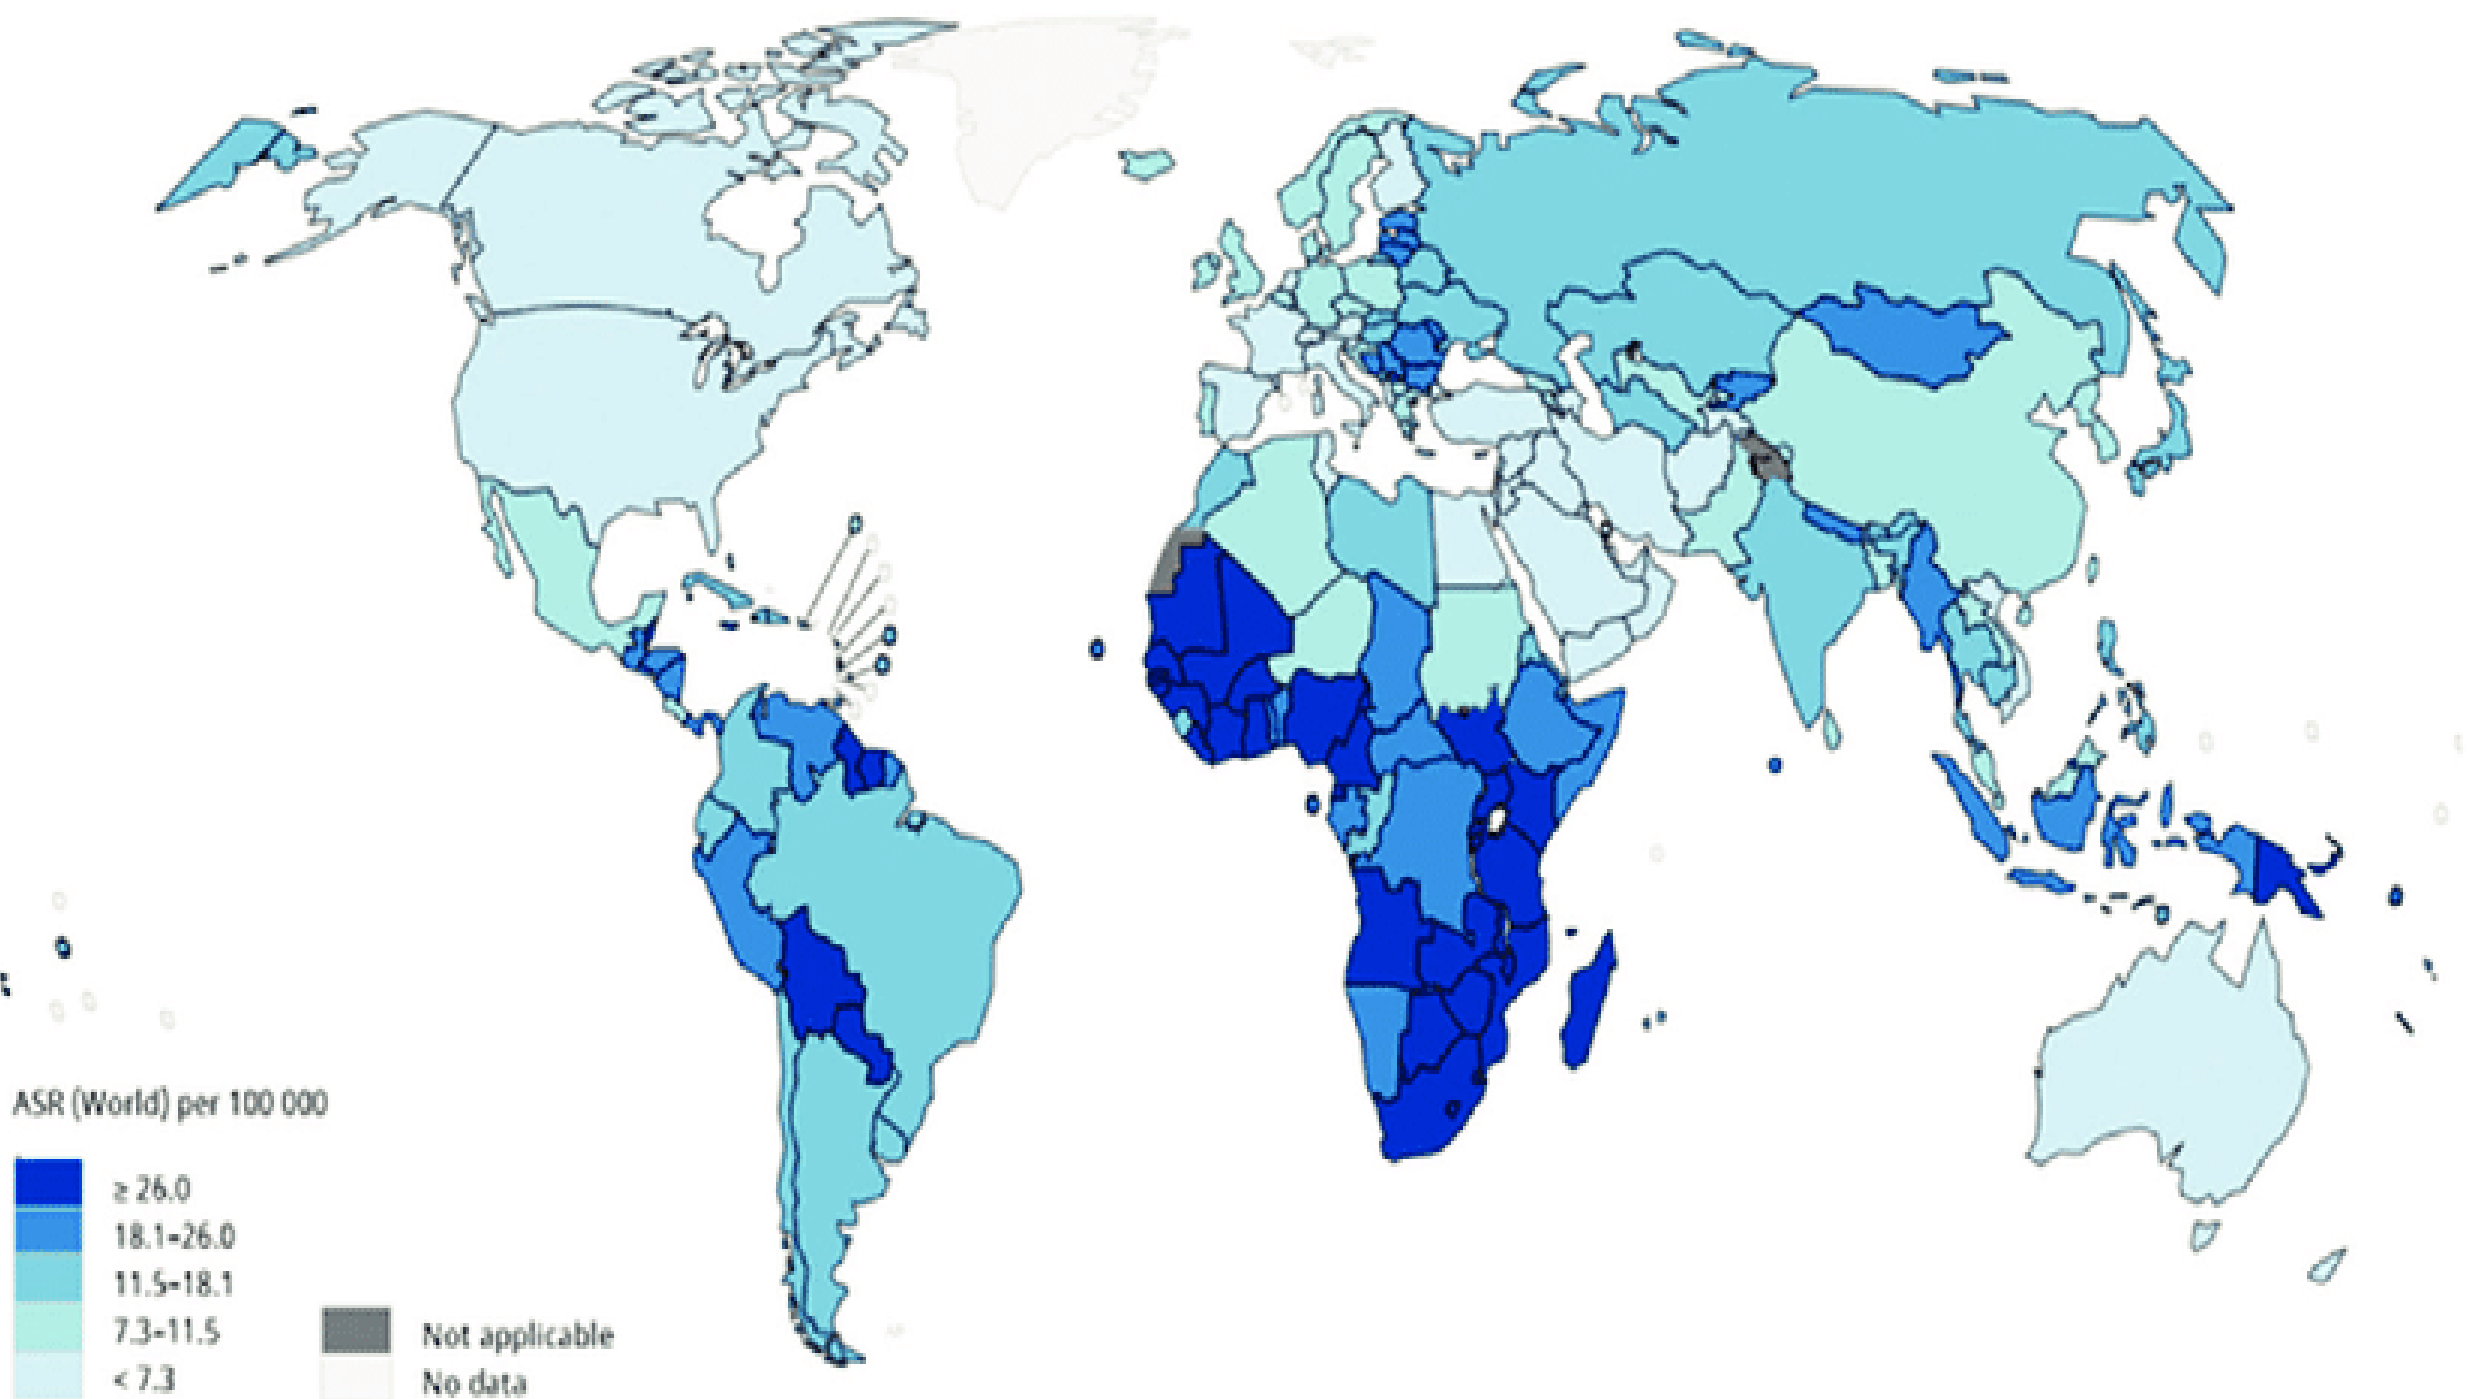 ASR (World) per 100 000
≥ 26.0
18.1-26.0
11.5-18.1
7.3-11.5
< 7.3
Not applicable
No data